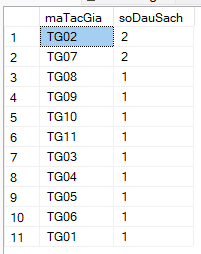 maTacGia soDauSach
1 TG02 2
2 TG07 2
3 TG08 1
4 TG09 1
5 TG10 1
6 TG11 1
7 TG03 1
8 TG04 1
9 TG05 1
10 TG06 1
11 TG01 1